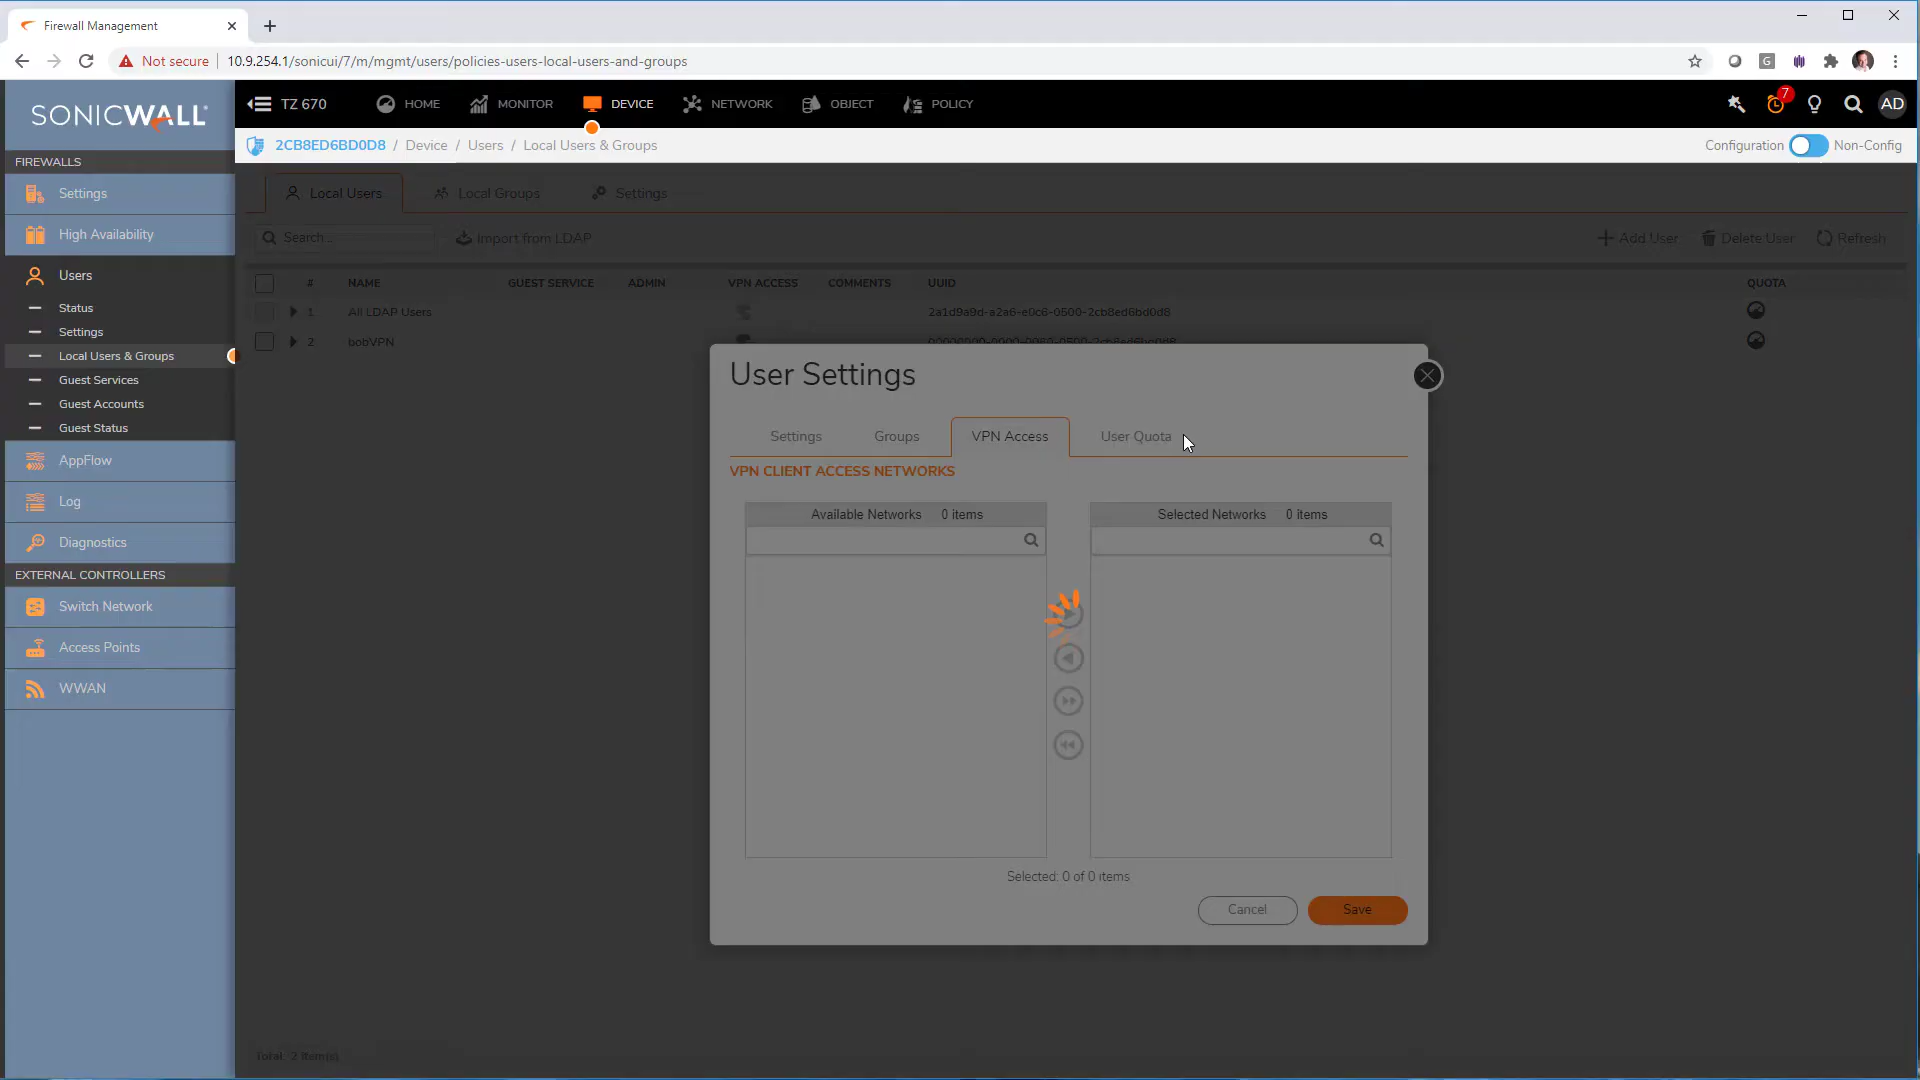 Firewall Management
Not secure
10.9.254.1/sonicui/7/m/mgmt/users/policies-users-local-users-and-groups
SONICWALL
TZ 670
HOME
MONITOR
DEVICE
NETWORK
OBJECT
POLICY
7
AD
2CB8ED6BD0D8 / Device / Users / Local Users & Groups
Configuration
Non-Config
FIREWALLS
Settings
High Availability
Users
Status
Settings
Local Users & Groups
Guest Services
Guest Accounts
Guest Status
AppFlow
Log
Diagnostics
EXTERNAL CONTROLLERS
Switch Network
Access Points
WWAN
Local Users
Local Groups
Settings
Search...
Import from LDAP
Add User
Delete User
Refresh
# NAME GUEST SERVICE ADMIN VPN ACCESS COMMENTS UUID QUOTA
1 All LDAP Users 2a1d9a9d-a2a6-e0c6-0500-2cb8ed6bd0d8
2 bobVPN
User Settings
Settings
Groups
VPN Access
User Quota
VPN CLIENT ACCESS NETWORKS
Available Networks 0 items
Selected Networks 0 items
Selected: 0 of 0 items
Cancel
Save
Total: 2 item(s)